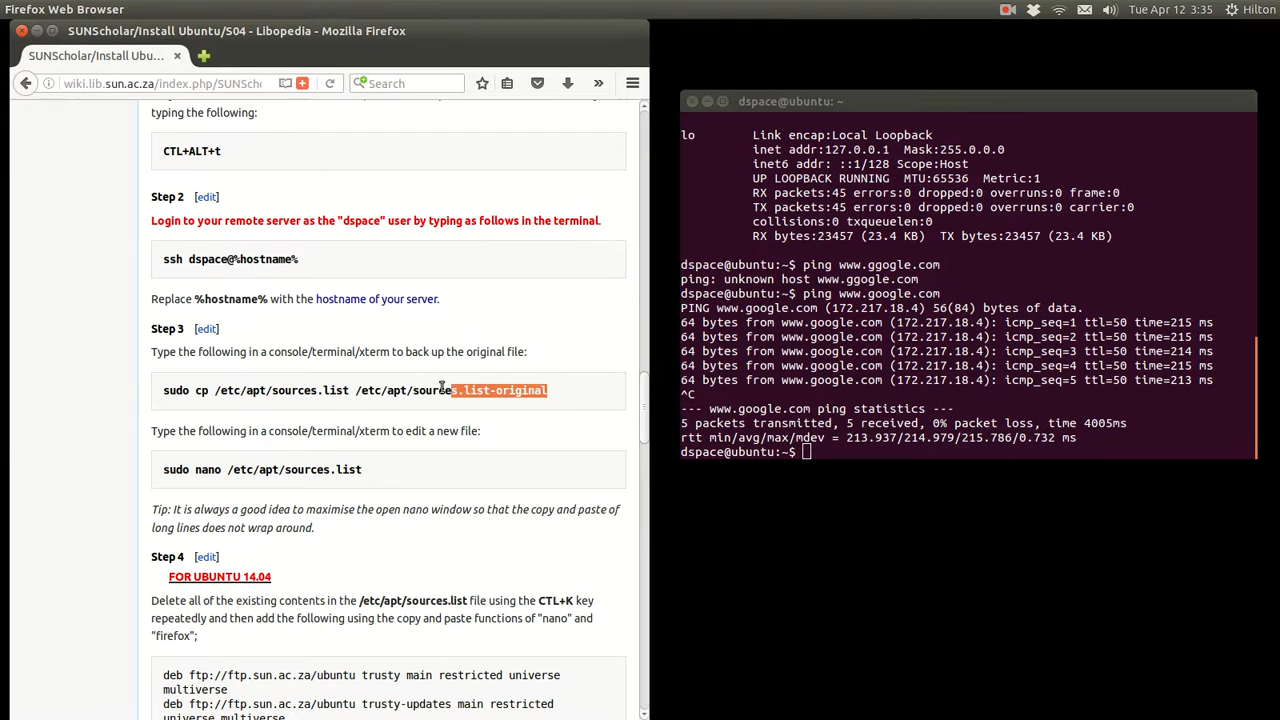 Firefox Web Browser
Tue Apr 12 3:35
Hilton
SUNScholar/Install Ubuntu/S04 - Libopedia - Mozilla Firefox
SUNScholar/Install Ubu...
wiki.lib.sun.ac.za/index.php/SUNScho
Search
typing the following:
CTL+ALT+t
Step 2 [edit]
Login to your remote server as the "dspace" user by typing as follows in the terminal.
ssh dspace@%hostname%
Replace %hostname% with the hostname of your server.
Step 3 [edit]
Type the following in a console/terminal/xterm to back up the original file:
sudo cp /etc/apt/sources.list /etc/apt/sources.list-original
Type the following in a console/terminal/xterm to edit a new file:
sudo nano /etc/apt/sources.list
Tip: It is always a good idea to maximise the open nano window so that the copy and paste of
long lines does not wrap around.
Step 4 [edit]
FOR UBUNTU 14.04
Delete all of the existing contents in the /etc/apt/sources.list file using the CTL+K key
repeatedly and then add the following using the copy and paste functions of "nano" and
"firefox";
deb ftp://ftp.sun.ac.za/ubuntu trusty main restricted universe
multiverse
deb ftp://ftp.sun.ac.za/ubuntu trusty-updates main restricted
universe multiverse
dspace@ubuntu: ~
lo Link encap:Local Loopback
inet addr:127.0.0.1 Mask:255.0.0.0
inet6 addr: ::1/128 Scope:Host
UP LOOPBACK RUNNING MTU:65536 Metric:1
RX packets:45 errors:0 dropped:0 overruns:0 frame:0
TX packets:45 errors:0 dropped:0 overruns:0 carrier:0
collisions:0 txqueuelen:0
RX bytes:23457 (23.4 KB) TX bytes:23457 (23.4 KB)
dspace@ubuntu:~$ ping www.ggogle.com
ping: unknown host www.ggogle.com
dspace@ubuntu:~$ ping www.google.com
PING www.google.com (172.217.18.4) 56(84) bytes of data.
64 bytes from www.google.com (172.217.18.4): icmp_seq=1 ttl=50 time=215 ms
64 bytes from www.google.com (172.217.18.4): icmp_seq=2 ttl=50 time=215 ms
64 bytes from www.google.com (172.217.18.4): icmp_seq=3 ttl=50 time=214 ms
64 bytes from www.google.com (172.217.18.4): icmp_seq=4 ttl=50 time=215 ms
64 bytes from www.google.com (172.217.18.4): icmp_seq=5 ttl=50 time=213 ms
^C
--- www.google.com ping statistics ---
5 packets transmitted, 5 received, 0% packet loss, time 4005ms
rtt min/avg/max/mdev = 213.937/214.979/215.786/0.732 ms
dspace@ubuntu:~$